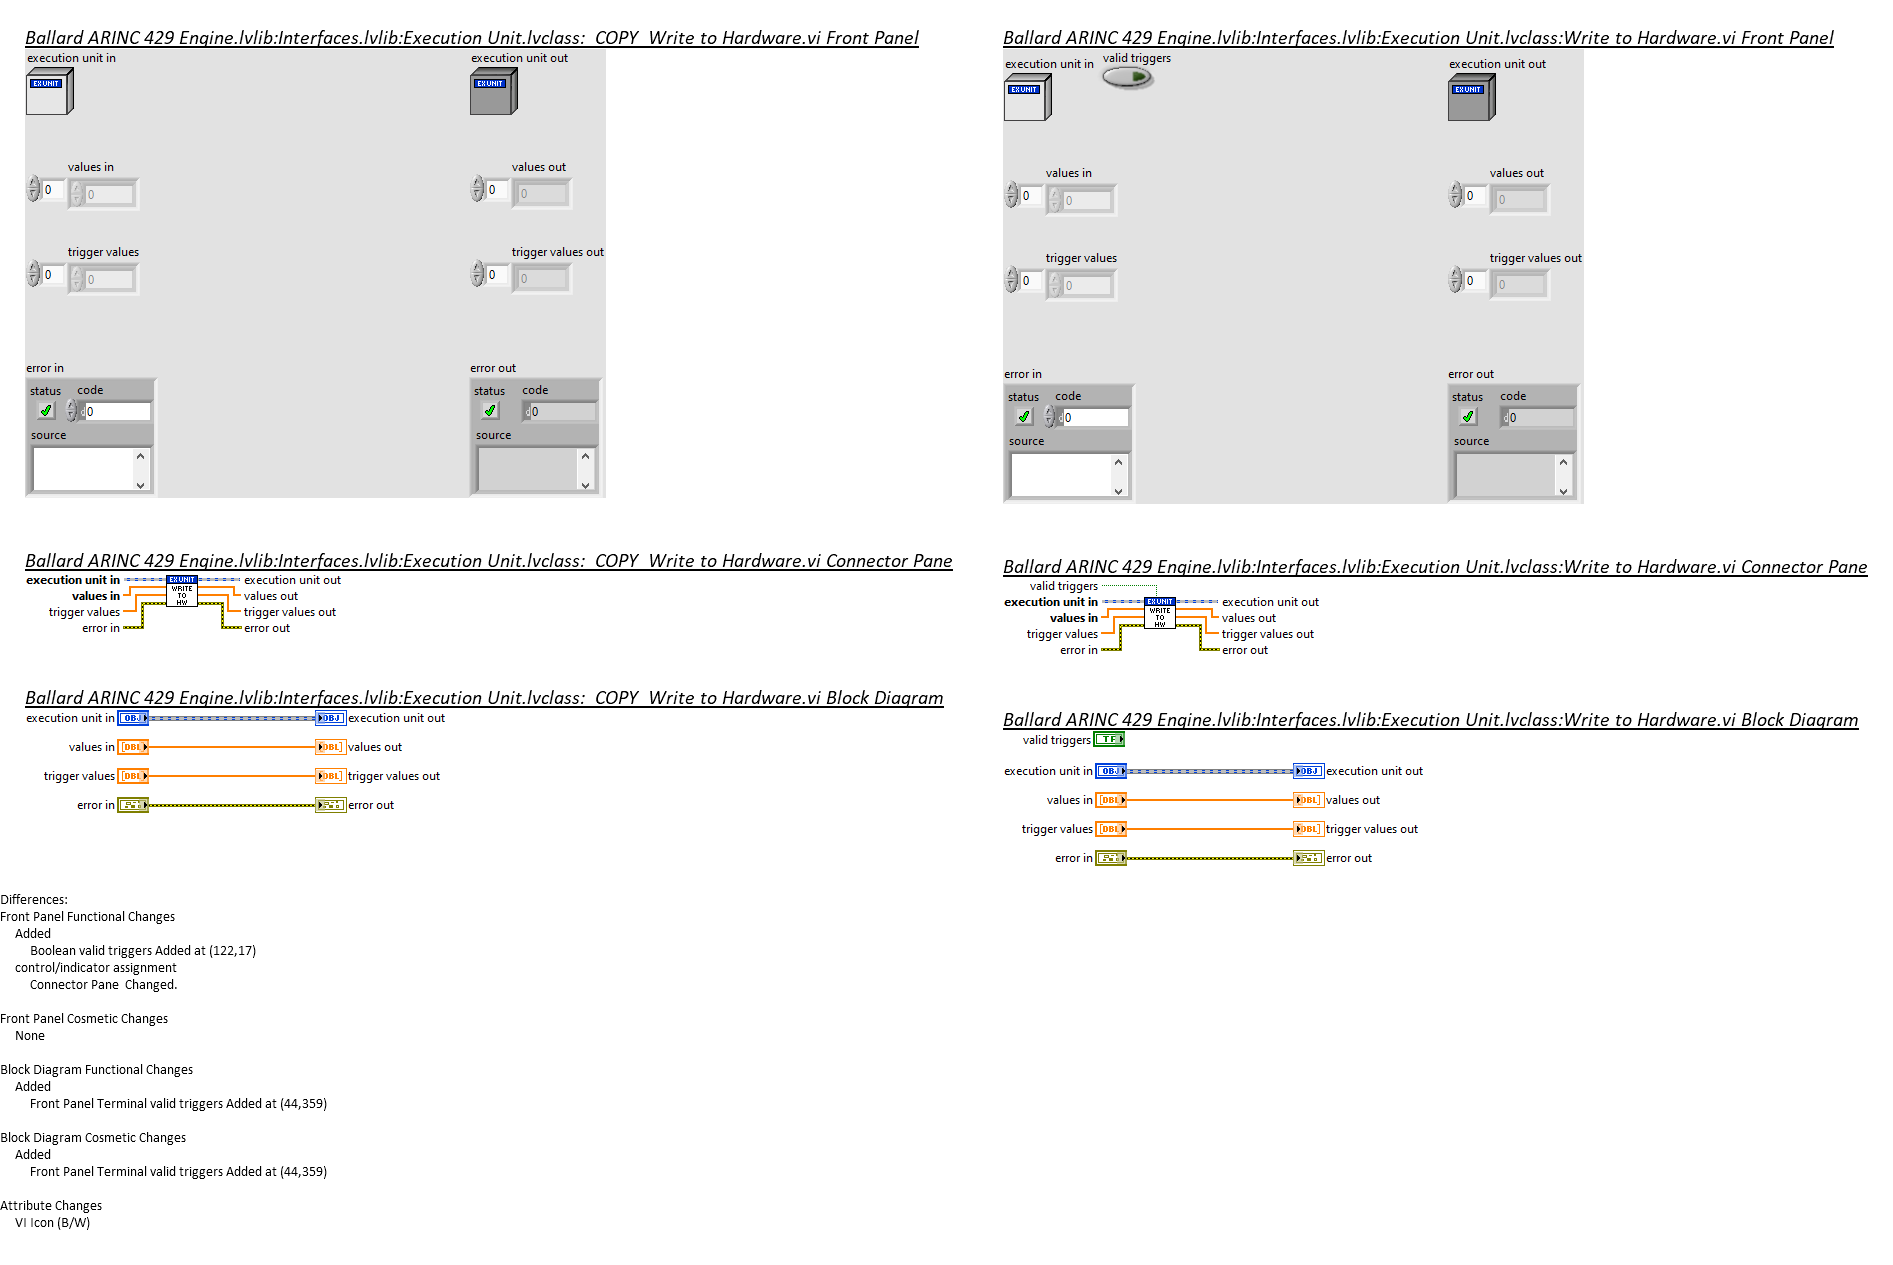 Ballard ARINC 429 Engine.lvlib:Interfaces.lvlib:Execution Unit.lvclass:  COPY  Write to Hardware.vi Front Panel
execution unit in
execution unit out
EX UNIT
EX UNIT
values in
values out
0
0
0
0
trigger values
trigger values out
0
0
0
0
error in
error out
status
code
status
code
d0
d0
source
source
Ballard ARINC 429 Engine.lvlib:Interfaces.lvlib:Execution Unit.lvclass:  COPY  Write to Hardware.vi Connector Pane
execution unit in
EX UNIT
execution unit out
values in
WRITE
values out
trigger values
TO
trigger values out
HW
error in
error out
Ballard ARINC 429 Engine.lvlib:Interfaces.lvlib:Execution Unit.lvclass:  COPY  Write to Hardware.vi Block Diagram
execution unit in
OBJ
OBJ
execution unit out
values in
[DBL]
[DBL]
values out
trigger values
[DBL]
[DBL]
trigger values out
error in
error out
Differences:
Front Panel Functional Changes
Added
Boolean valid triggers Added at (122,17)
control/indicator assignment
Connector Pane  Changed.
Front Panel Cosmetic Changes
None
Block Diagram Functional Changes
Added
Front Panel Terminal valid triggers Added at (44,359)
Block Diagram Cosmetic Changes
Added
Front Panel Terminal valid triggers Added at (44,359)
Attribute Changes
VI Icon (B/W)
Ballard ARINC 429 Engine.lvlib:Interfaces.lvlib:Execution Unit.lvclass:Write to Hardware.vi Front Panel
execution unit in
valid triggers
execution unit out
EX UNIT
EX UNIT
values in
values out
0
0
0
0
trigger values
trigger values out
0
0
0
0
error in
error out
status
code
status
code
d0
d0
source
source
Ballard ARINC 429 Engine.lvlib:Interfaces.lvlib:Execution Unit.lvclass:Write to Hardware.vi Connector Pane
valid triggers
execution unit in
EX UNIT
execution unit out
values in
WRITE
values out
TO
trigger values
HW
trigger values out
error in
error out
Ballard ARINC 429 Engine.lvlib:Interfaces.lvlib:Execution Unit.lvclass:Write to Hardware.vi Block Diagram
valid triggers
TF
execution unit in
OBJ
OBJ
execution unit out
values in
[DBL]
[DBL]
values out
trigger values
[DBL]
[DBL]
trigger values out
error in
error out